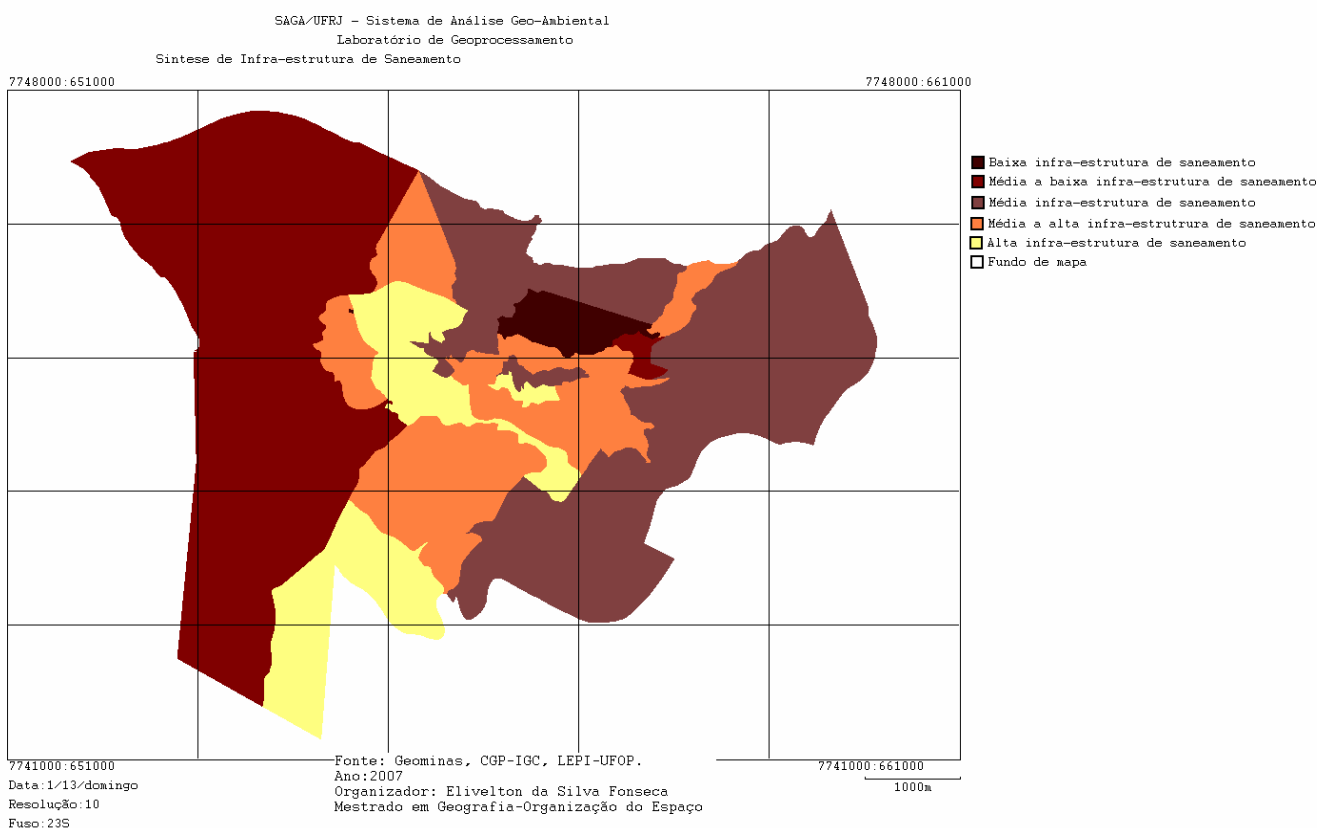 SAGA/UFRJ - Sistema de Análise Geo-Ambiental
Laboratório de Geoprocessamento
Sintese de Infra-estrutura de Saneamento
7748000:651000
7748000:661000
Baixa infra-estrutura de saneamento
Média a baixa infra-estrutura de saneamento
Média infra-estrutura de saneamento
Média a alta infra-estrutrura de saneamento
Alta infra-estrutura de saneamento
Fundo de mapa
7741000:651000
7741000:661000
Fonte: Geominas, CGP-IGC, LEPI-UFOP.
Ano:2007
Organizador: Elivelton da Silva Fonseca
Mestrado em Geografia-Organização do Espaço
Data:1/13/domingo
Resolução:10
Fuso:23S
1000m